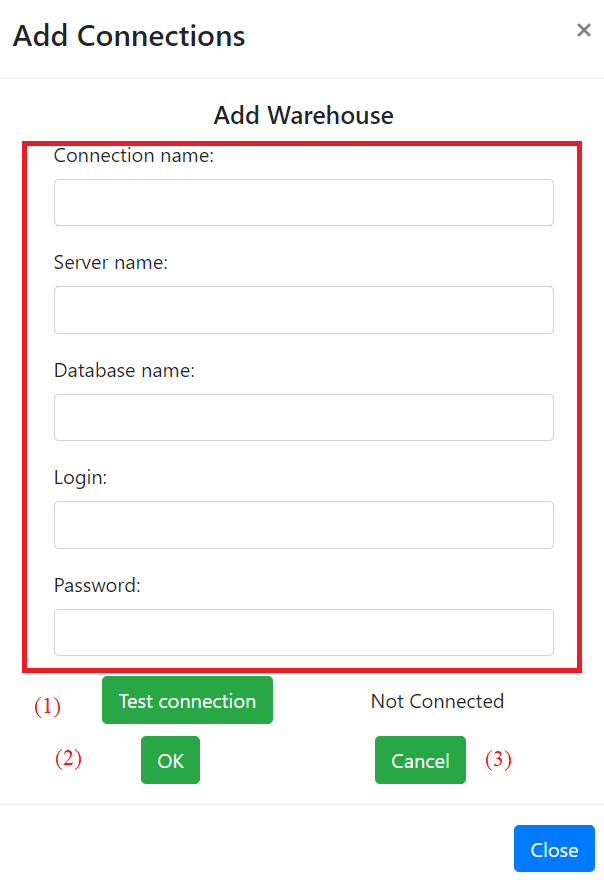 Add Connections ×
Add Warehouse
Connection name:
Server name:
Database name:
Login:
Password:
(1) Test connection Not Connected
(2) OK Cancel (3)
Close